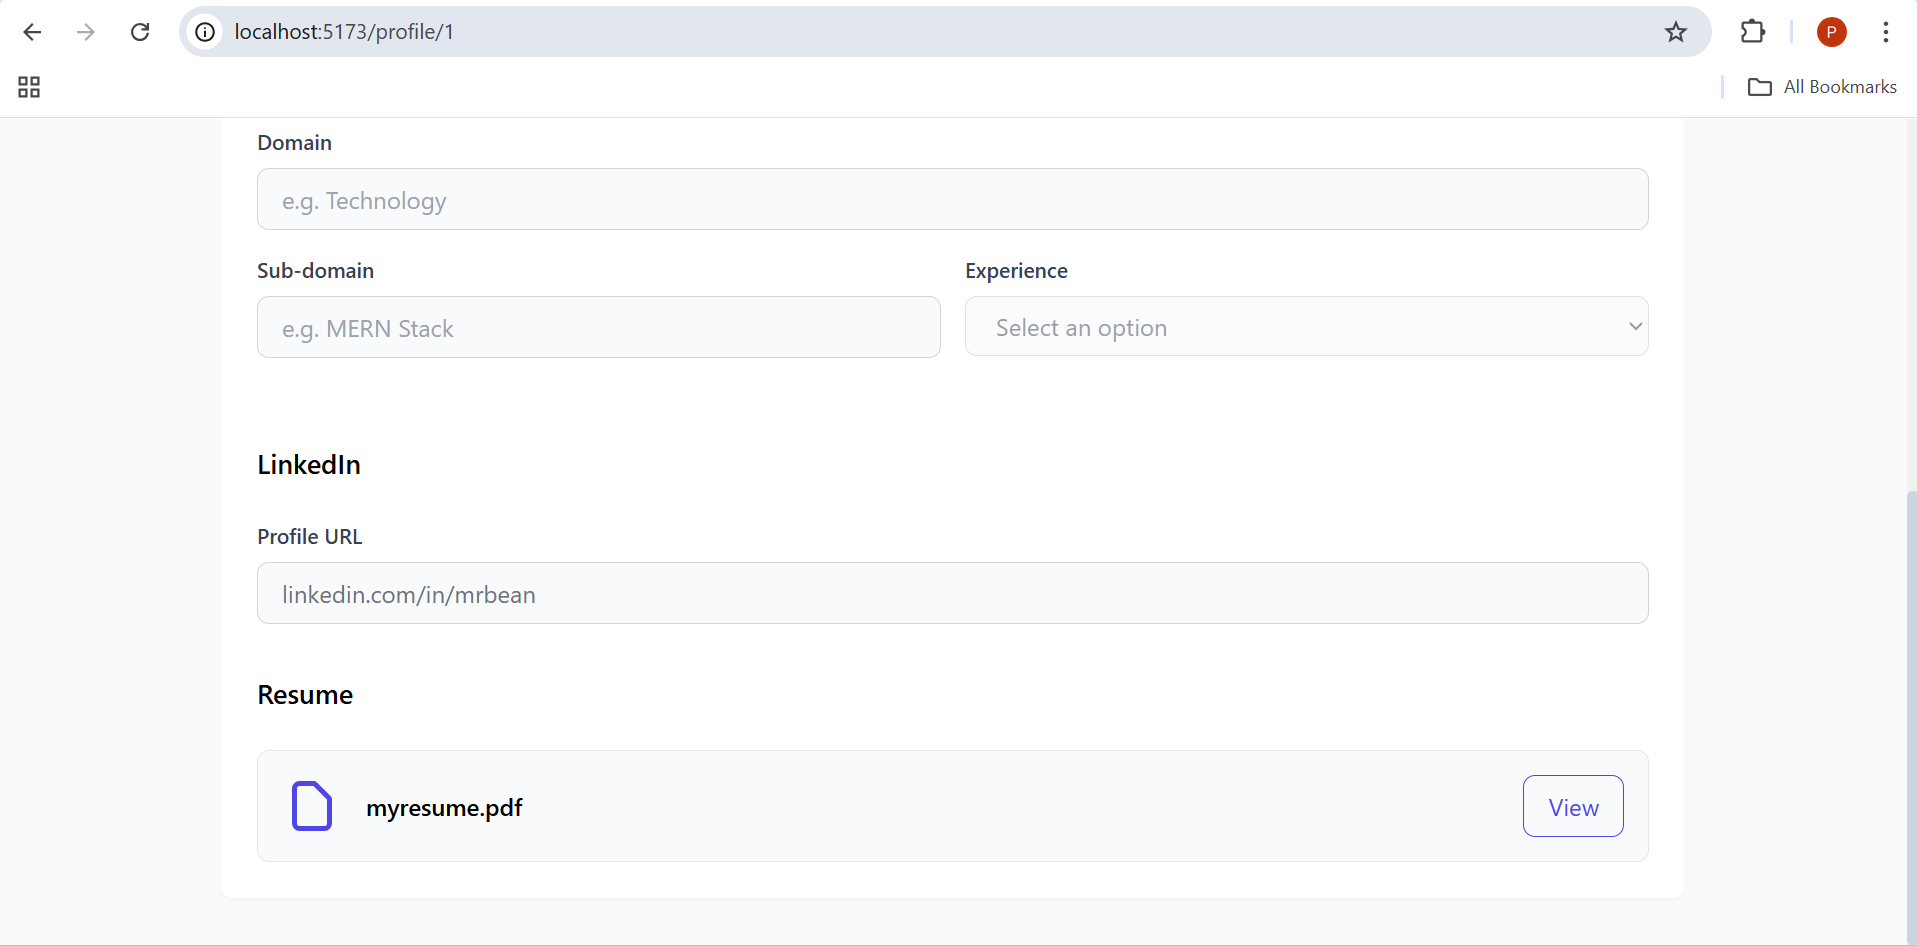 localhost:5173/profile/1
P
All Bookmarks
Domain
e.g. Technology
Sub-domain
Experience
e.g. MERN Stack
Select an option
LinkedIn
Profile URL
linkedin.com/in/mrbean
Resume
myresume.pdf
View